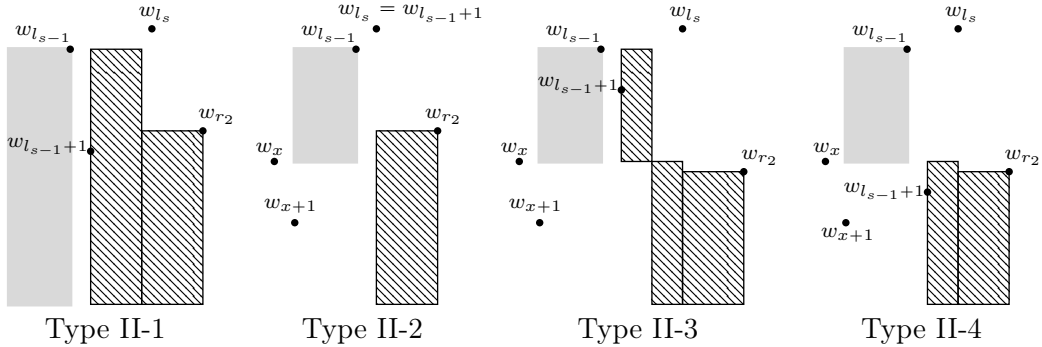 w_{l_s}
w_{l_{s-1}}
w_{l_{s-1}+1}
w_{r_2}
Type II-1
w_{l_s} = w_{l_{s-1}+1}
w_{l_{s-1}}
w_{r_2}
w_x
w_{x+1}
Type II-2
w_{l_s}
w_{l_{s-1}}
w_{l_{s-1}+1}
w_x
w_{r_2}
w_{x+1}
Type II-3
w_{l_s}
w_{l_{s-1}}
w_x
w_{r_2}
w_{l_{s-1}+1}
w_{x+1}
Type II-4